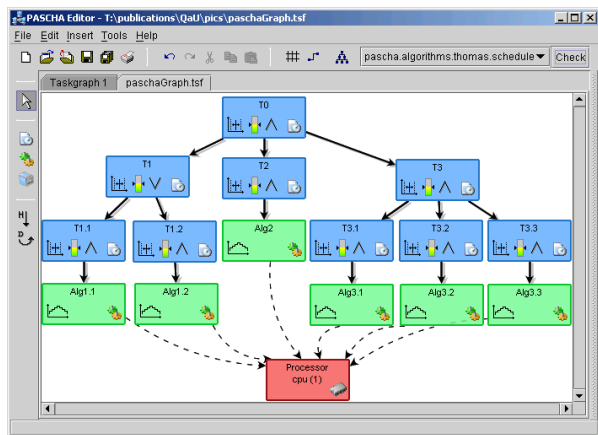 PASCHA Editor - T:\publications\QaU\pics\paschaGraph.tsf
File Edit Insert Tools Help
pascha.algorithms.thomas.schedule Check
Taskgraph 1 paschaGraph.tsf
T0
T1 T2 T3
T1.1 T1.2 Alg2 T3.1 T3.2 T3.3
Alg1.1 Alg1.2 Alg3.1 Alg3.2 Alg3.3
Processor
cpu (1)
H
D